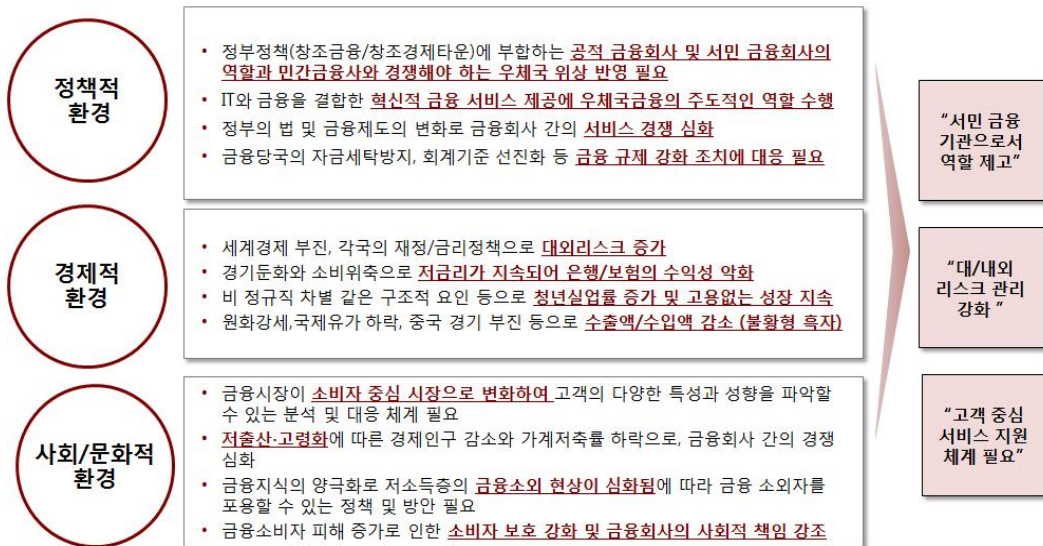 정책적
환경
• 정부정책(창조금융/창조경제타운)에 부합하는 공적 금융회사 및 서민 금융회사의
역할과 민간금융사와 경쟁해야 하는 우체국 위상 반영 필요
• IT와 금융을 결합한 혁신적 금융 서비스 제공에 우체국금융의 주도적인 역할 수행
• 정부의 법 및 금융제도의 변화로 금융회사 간의 서비스 경쟁 심화
• 금융당국의 자금세탁방지, 회계기준 선진화 등 금융 규제 강화 조치에 대응 필요
경제적
환경
• 세계경제 부진, 각국의 재정/금리정책으로 대외리스크 증가
• 경기둔화와 소비위축으로 저금리가 지속되어 은행/보험의 수익성 악화
• 비 정규직 차별 같은 구조적 요인 등으로 청년실업률 증가 및 고용없는 성장 지속
• 원화강세,국제유가 하락, 중국 경기 부진 등으로 수출액/수입액 감소 (불황형 흑자)
사회/문화적
환경
• 금융시장이 소비자 중심 시장으로 변화하여 고객의 다양한 특성과 성향을 파악할
수 있는 분석 및 대응 체계 필요
• 저출산·고령화에 따른 경제인구 감소와 가계저축률 하락으로, 금융회사 간의 경쟁
심화
• 금융지식의 양극화로 저소득층의 금융소외 현상이 심화됨에 따라 금융 소외자를
포용할 수 있는 정책 및 방안 필요
• 금융소비자 피해 증가로 인한 소비자 보호 강화 및 금융회사의 사회적 책임 강조
“서민 금융
기관으로서
역할 제고”
“대/내외
리스크 관리
강화 ”
“고객 중심
서비스 지원
체계 필요”